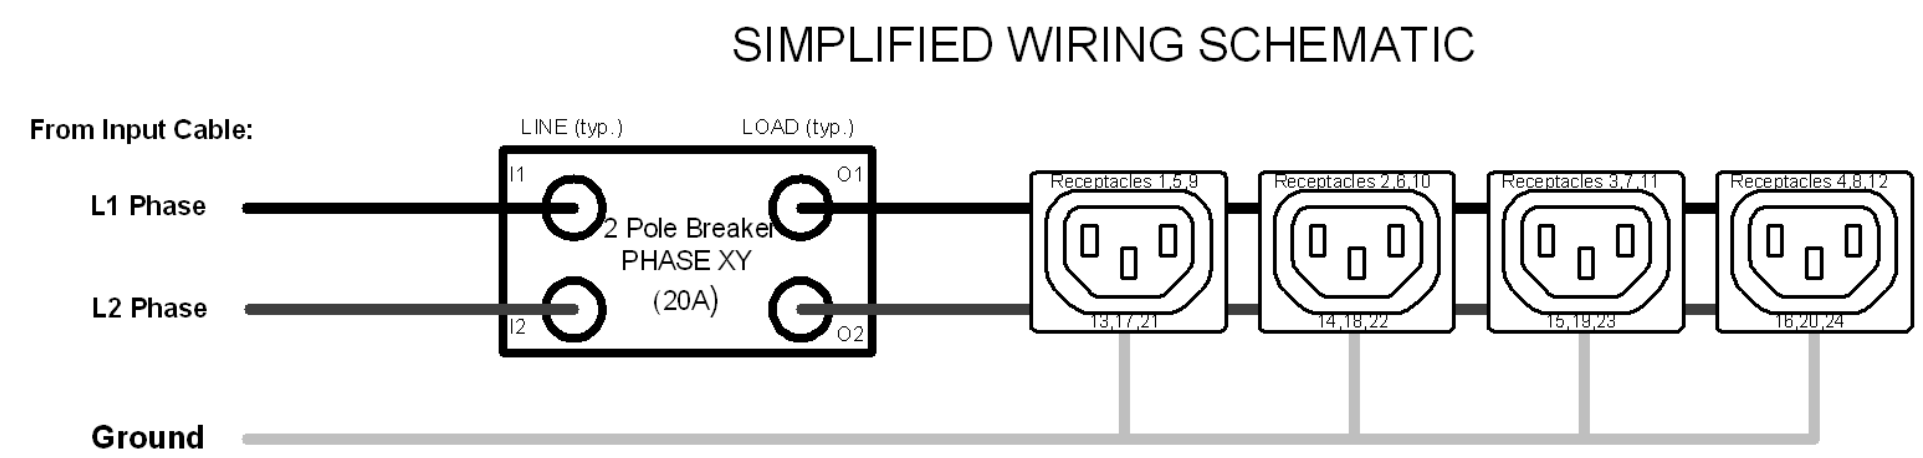 SIMPLIFIED WIRING SCHEMATIC
From Input Cable:
LINE (typ.)
LOAD (typ.)
I1
O1
L1 Phase
2 Pole Breaker
PHASE XY
(20A)
L2 Phase
I2
O2
Receptacles 1,5,9
13,17,21
Receptacles 2,6,10
14,18,22
Receptacles 3,7,11
15,19,23
Receptacles 4,8,12
16,20,24
Ground